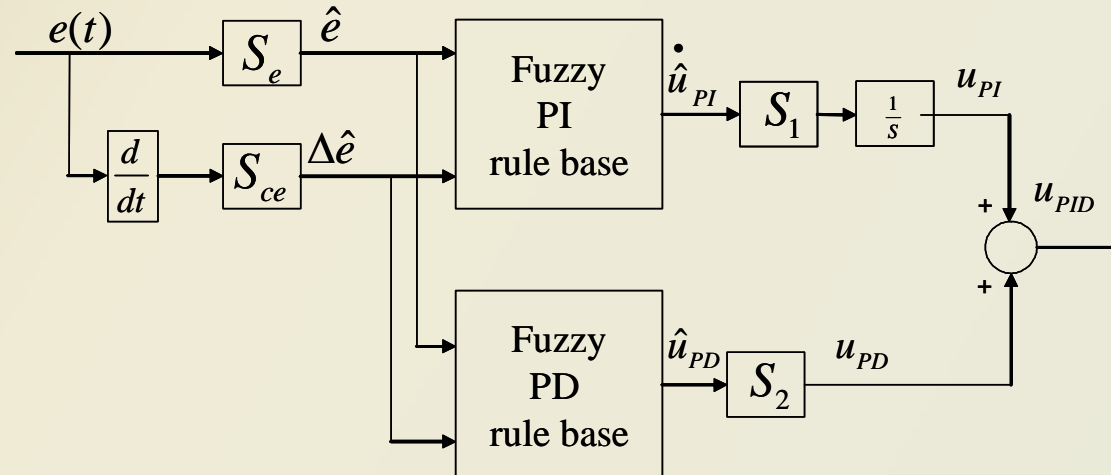 e(t)
S_e
ê
d/dt
S_ce
Δê
Fuzzy
PI
rule base
û̇_PI
S_1
1/s
u_PI
+
u_PID
+
Fuzzy
PD
rule base
û_PD
S_2
u_PD